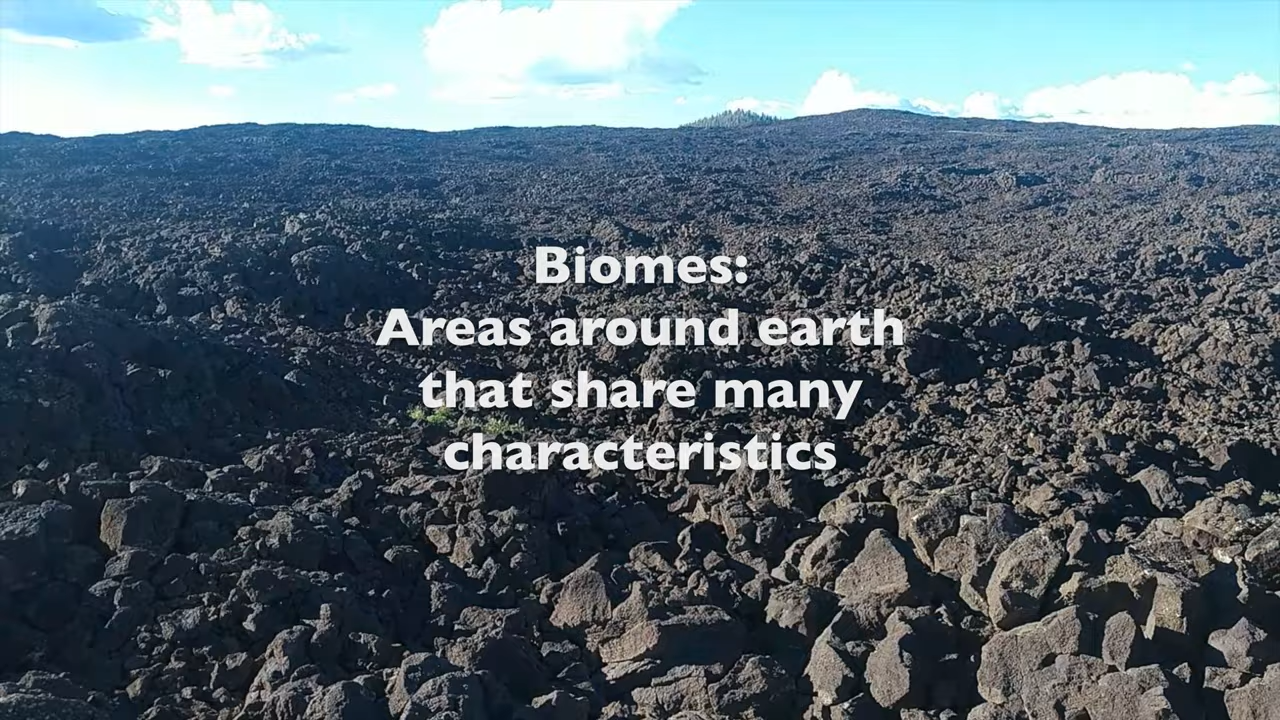 Biomes:
Areas around earth
that share many
characteristics